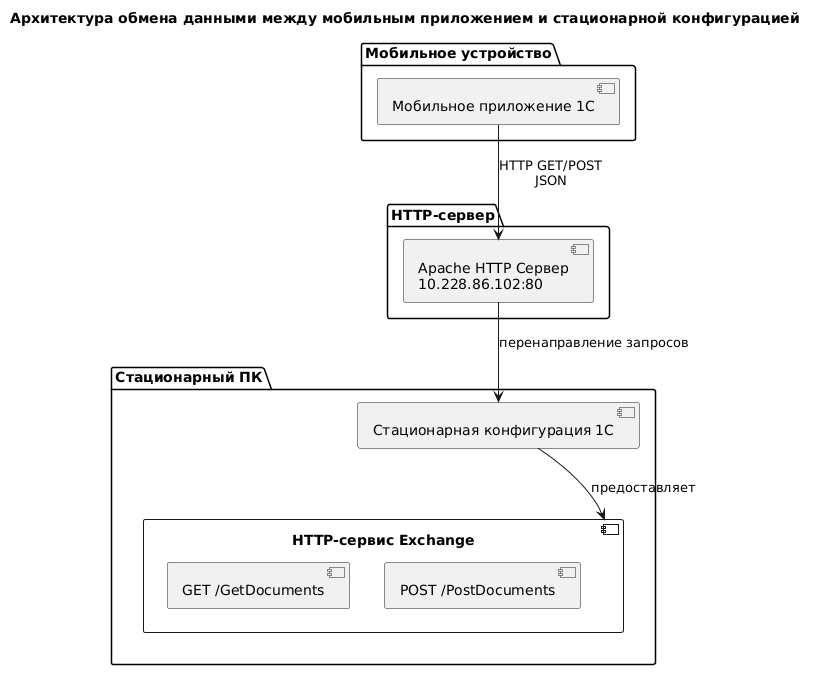 Архитектура обмена данными между мобильным приложением и стационарной конфигурацией
Мобильное устройство
Мобильное приложение 1С
HTTP GET/POST
JSON
HTTP-сервер
Apache HTTP Сервер
10.228.86.102:80
перенаправление запросов
Стационарный ПК
Стационарная конфигурация 1С
предоставляет
HTTP-сервис Exchange
GET /GetDocuments
POST /PostDocuments